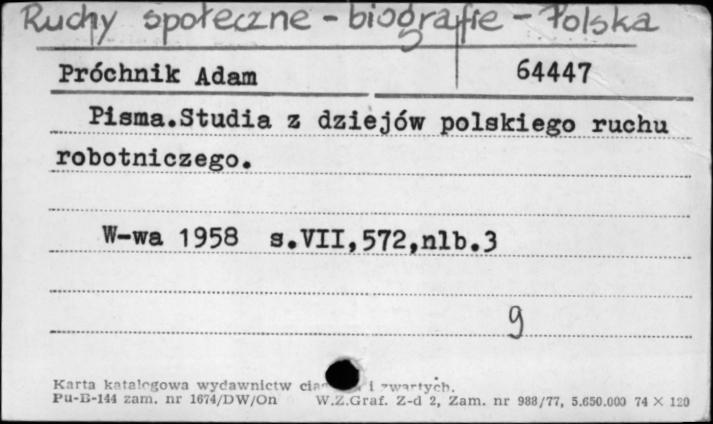 Ruchy społeczne - biografie - Polska
Próchnik Adam 64447
Pisma.Studia z dziejów polskiego ruchu
robotniczego.
W-wa 1958 s.VII,572,nlb.3
g
Karta katalogowa wydawnictw i zwartych.
Pu-B-144 zam. nr 1674/DW/On W.Z.Graf. Z-d 2, Zam. nr 988/77, 5.650.000 74 × 120